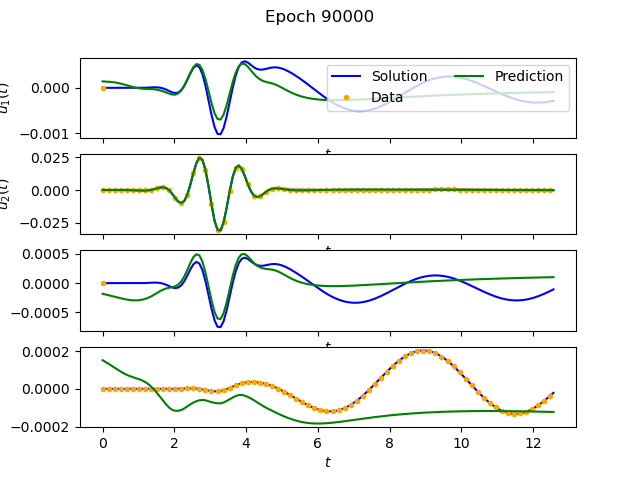 Epoch 90000
u1(t)
0.000
−0.001
Solution
Data
Prediction
t
u2(t)
0.025
0.000
−0.025
t
0.0005
0.0000
−0.0005
t
0.0002
0.0000
−0.0002
0 2 4 6 8 10 12
t